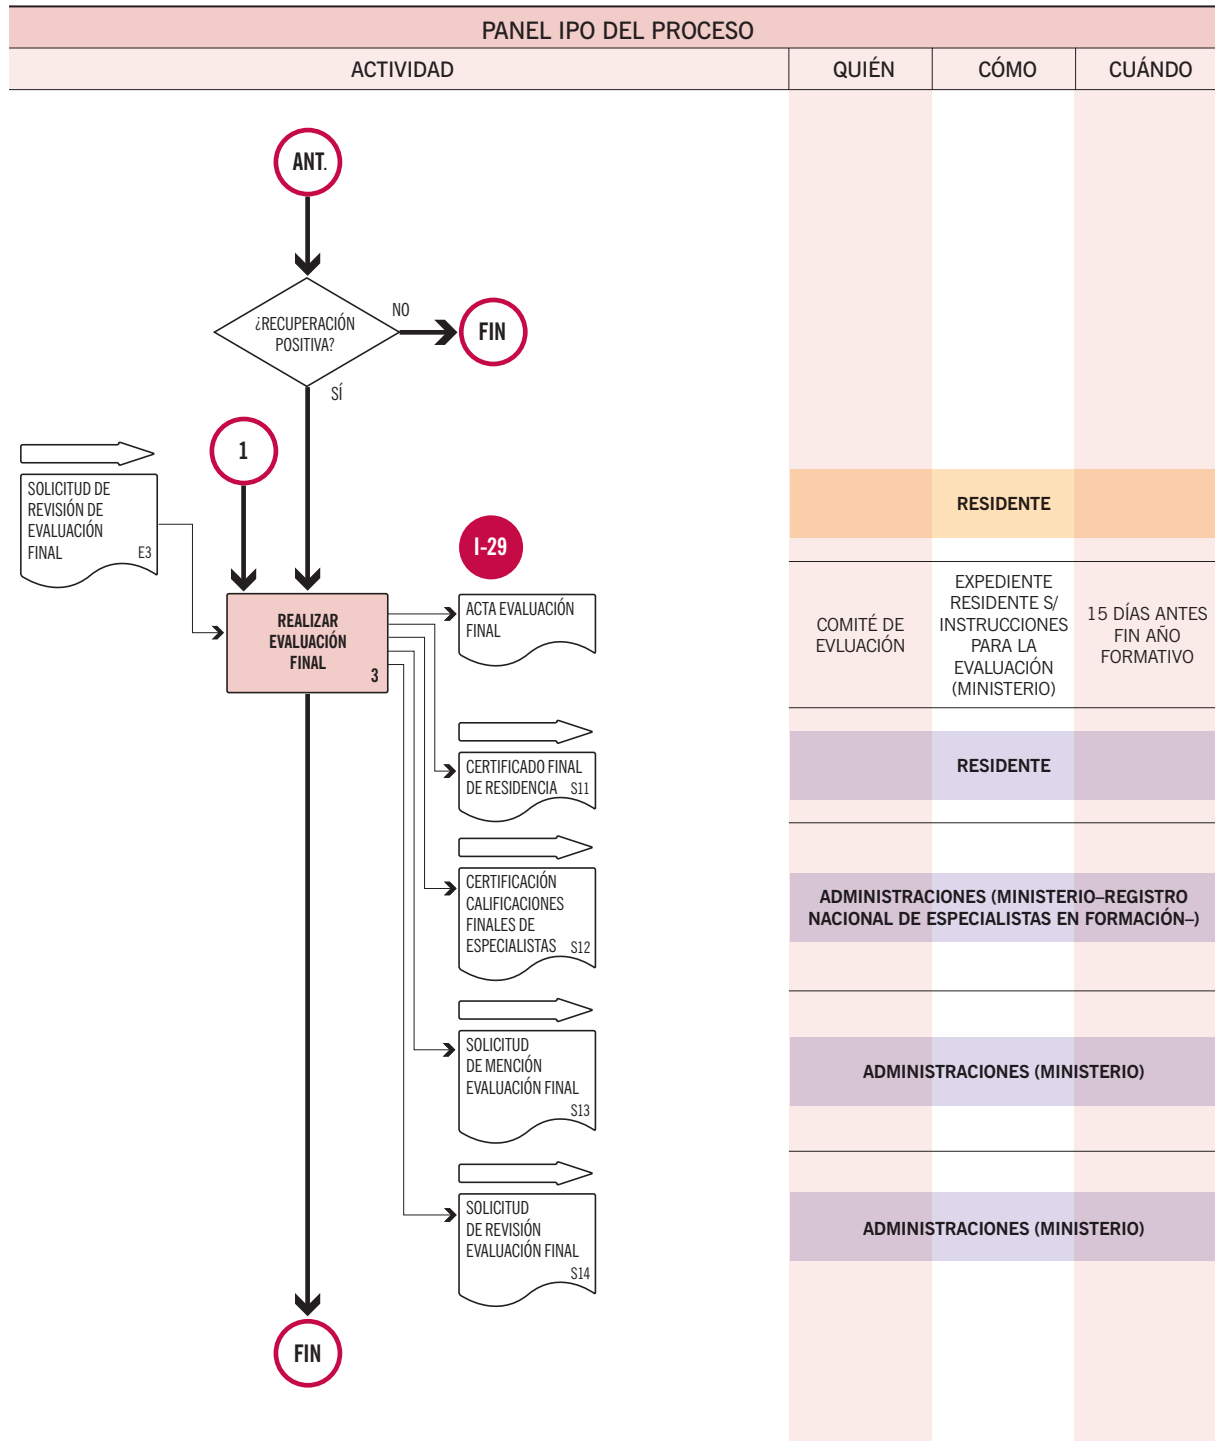 PANEL IPO DEL PROCESO
ACTIVIDAD
QUIÉN
CÓMO
CUÁNDO
ANT.
¿RECUPERACIÓN
POSITIVA?
NO
FIN
SÍ
1
SOLICITUD DE
REVISIÓN DE
EVALUACIÓN
FINAL E3
RESIDENTE
I-29
REALIZAR
EVALUACIÓN
FINAL
3
ACTA EVALUACIÓN
FINAL
COMITÉ DE
EVLUACIÓN
EXPEDIENTE
RESIDENTE S/
INSTRUCCIONES
PARA LA
EVALUACIÓN
(MINISTERIO)
15 DÍAS ANTES
FIN AÑO
FORMATIVO
CERTIFICADO FINAL
DE RESIDENCIA S11
RESIDENTE
CERTIFICACIÓN
CALIFICACIONES
FINALES DE
ESPECIALISTAS S12
ADMINISTRACIONES (MINISTERIO–REGISTRO
NACIONAL DE ESPECIALISTAS EN FORMACIÓN–)
SOLICITUD
DE MENCIÓN
EVALUACIÓN FINAL
S13
ADMINISTRACIONES (MINISTERIO)
SOLICITUD
DE REVISIÓN
EVALUACIÓN FINAL
S14
ADMINISTRACIONES (MINISTERIO)
FIN